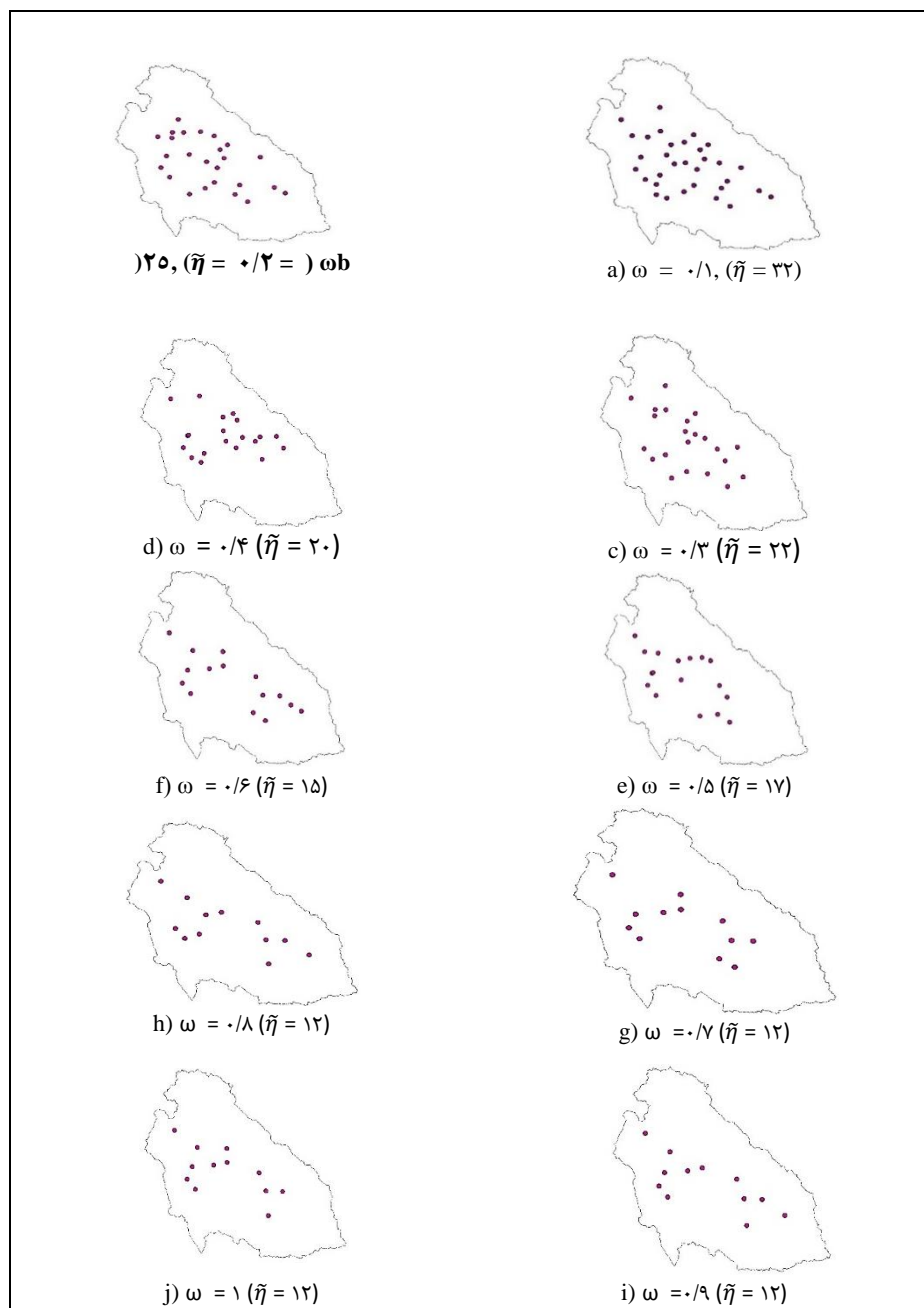 a) ω = ۰/۱, (η̃ = ۳۲)
)۲۵, (η̃ = ۰/۲ = ) ωb
c) ω = ۰/۳ (η̃ = ۲۲)
d) ω = ۰/۴ (η̃ = ۲۰)
e) ω = ۰/۵ (η̃ = ۱۷)
f) ω = ۰/۶ (η̃ = ۱۵)
g) ω =۰/۷ (η̃ = ۱۲)
h) ω =۰/۸ (η̃ = ۱۲)
i) ω =۰/۹ (η̃ = ۱۲)
j) ω = ۱ (η̃ = ۱۲)